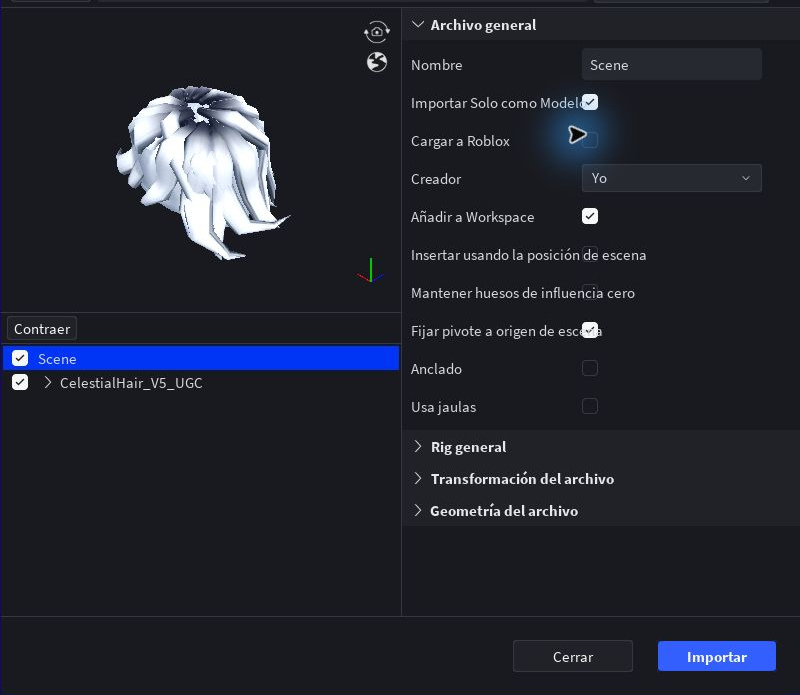 Archivo general
Nombre
Scene
Importar Solo como Modelo
Cargar a Roblox
Creador
Yo
Añadir a Workspace
Insertar usando la posición de escena
Mantener huesos de influencia cero
Fijar pivote a origen de escena
Anclado
Usa jaulas
Rig general
Transformación del archivo
Geometría del archivo
Contraer
Scene
CelestialHair_V5_UGC
Cerrar
Importar